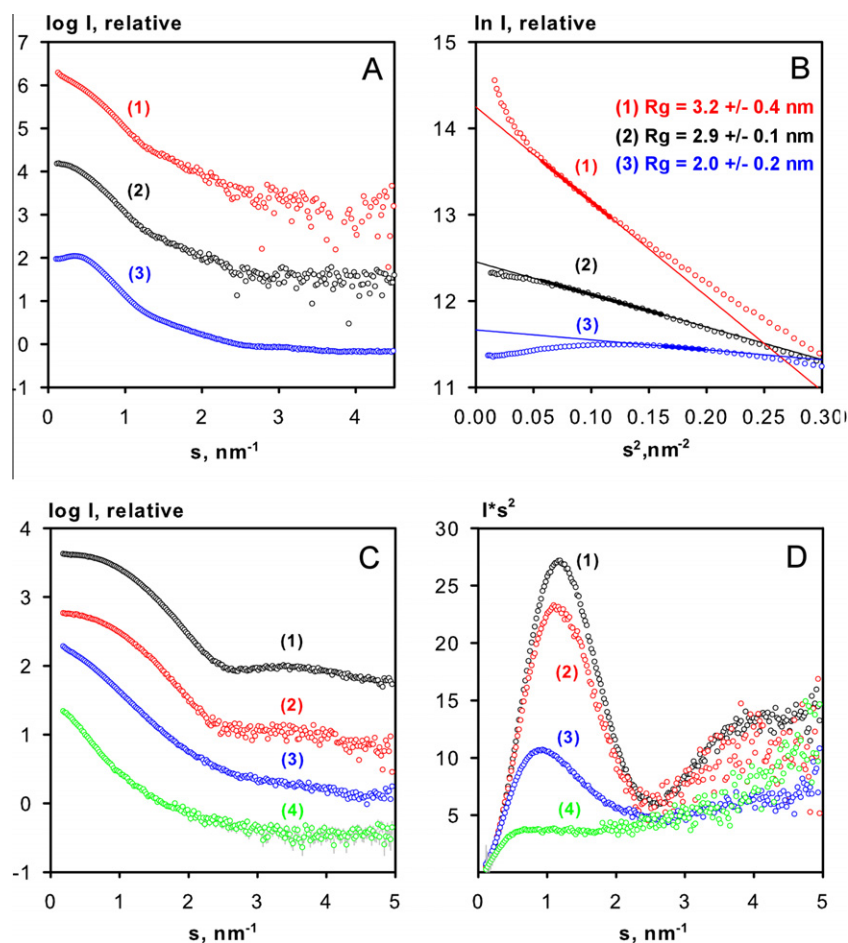 log I, relative
7
6
5
4
3
2
1
0
-1
A
(1)
(2)
(3)
0 1 2 3 4
s, nm-1
ln I, relative
15
14
13
12
11
B
(1) Rg = 3.2 +/- 0.4 nm
(2) Rg = 2.9 +/- 0.1 nm
(3) Rg = 2.0 +/- 0.2 nm
(1)
(2)
(3)
0.00 0.05 0.10 0.15 0.20 0.25 0.30
s²,nm-2
log I, relative
4
3
2
1
0
-1
C
(1)
(2)
(3)
(4)
0 1 2 3 4 5
s, nm-1
I*s²
30
25
20
15
10
5
D
(1)
(2)
(3)
(4)
0 1 2 3 4 5
s, nm-1